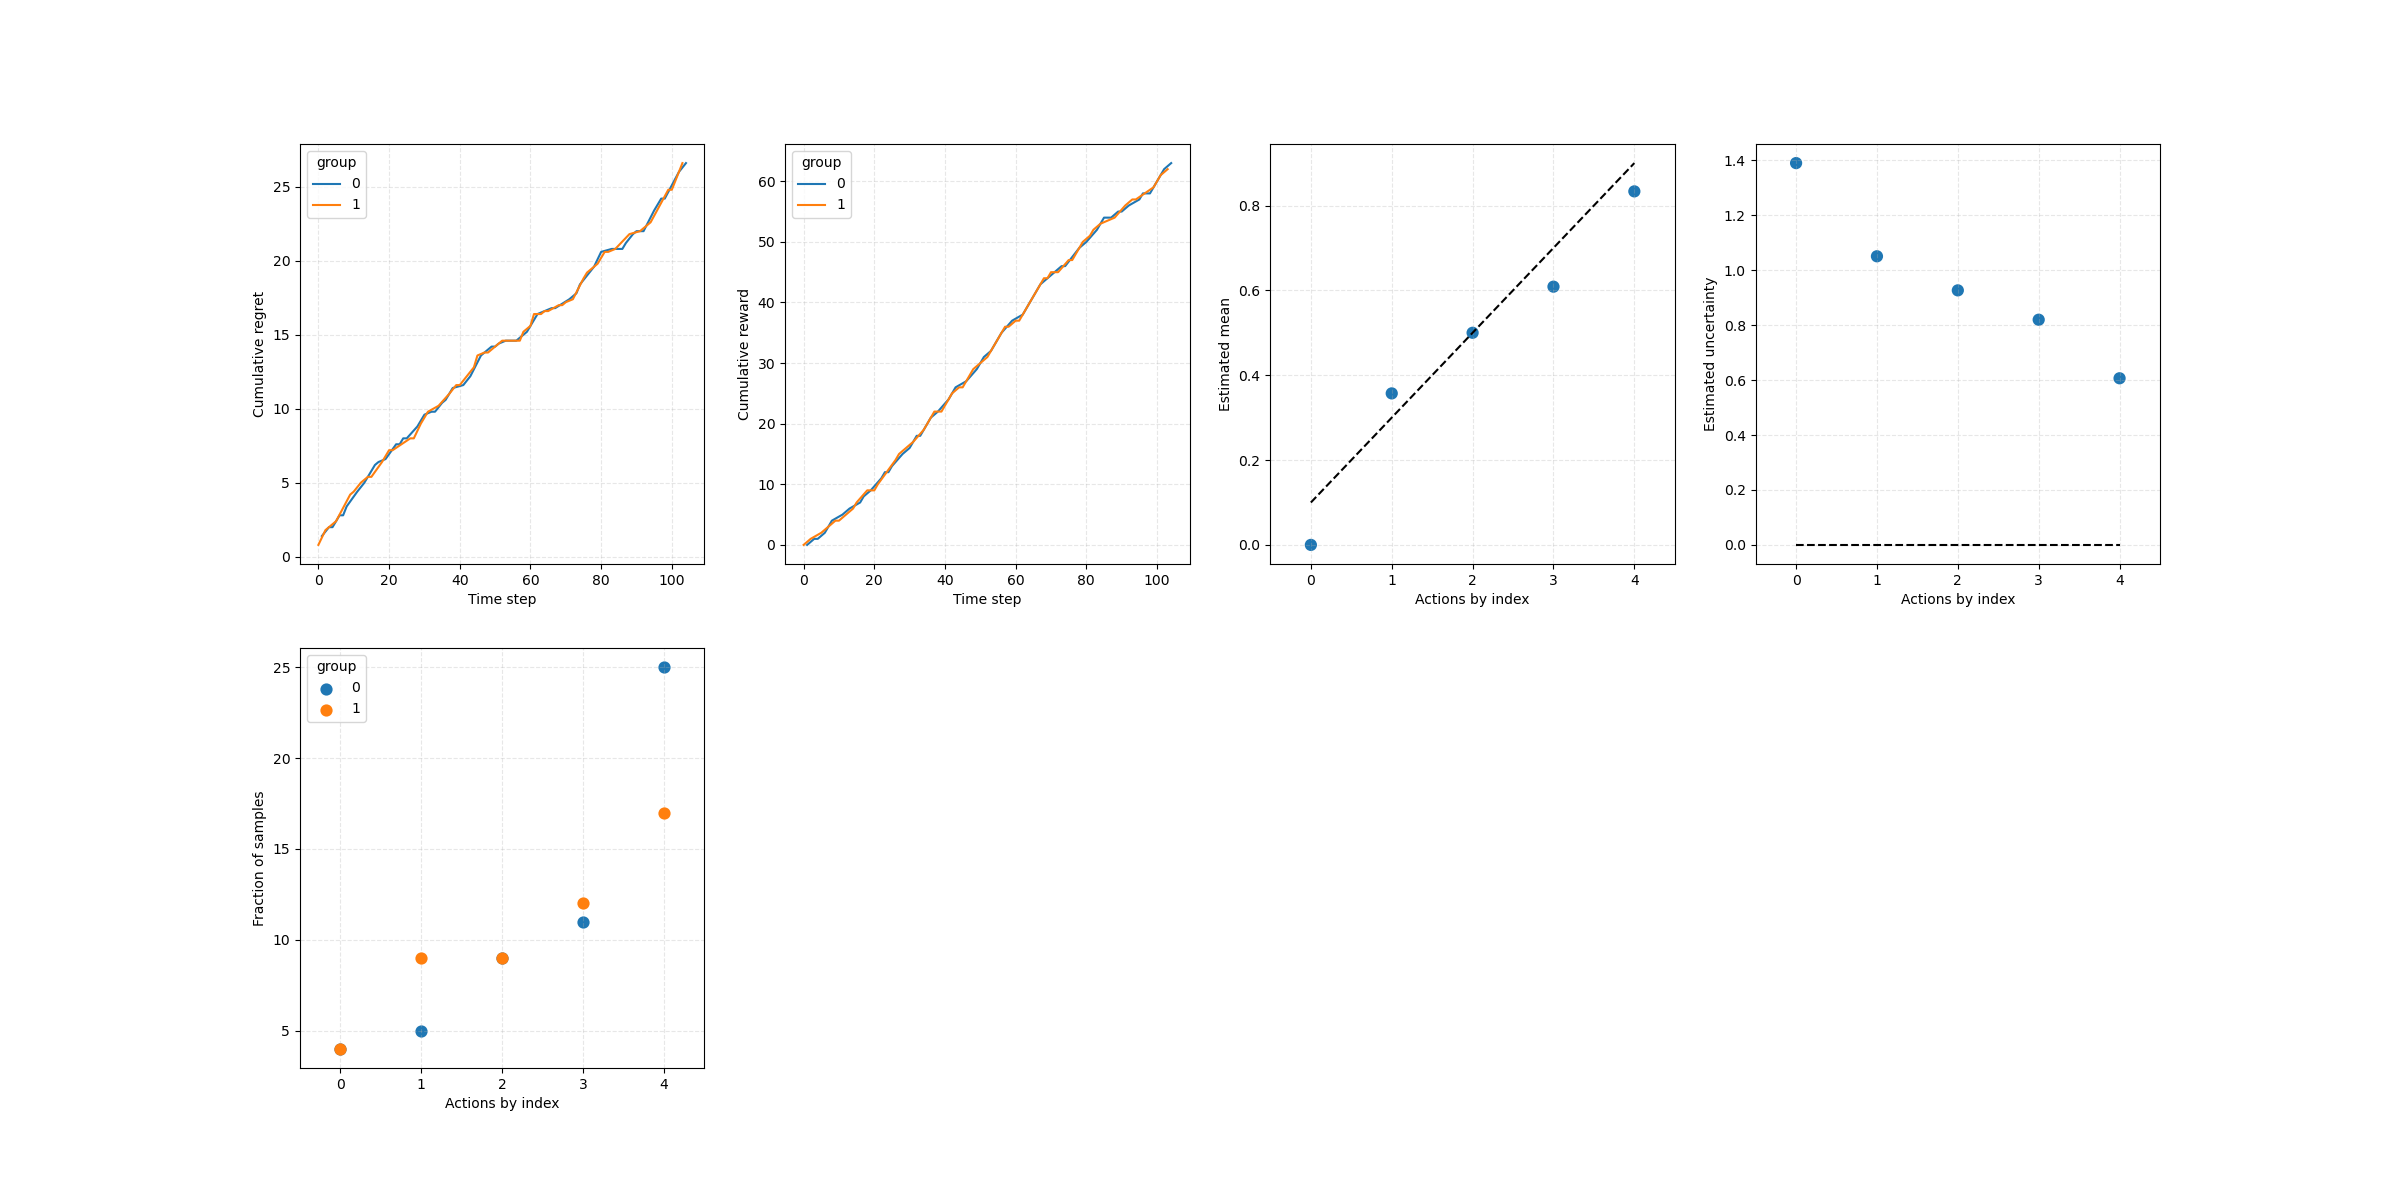 group
0
1
25
20
15
10
5
0
Cumulative regret
0 20 40 60 80 100
Time step
group
0
1
60
50
40
30
20
10
0
Cumulative reward
0 20 40 60 80 100
Time step
0.8
0.6
0.4
0.2
0.0
Estimated mean
0 1 2 3 4
Actions by index
1.4
1.2
1.0
0.8
0.6
0.4
0.2
0.0
Estimated uncertainty
0 1 2 3 4
Actions by index
group
0
1
25
20
15
10
5
Fraction of samples
0 1 2 3 4
Actions by index